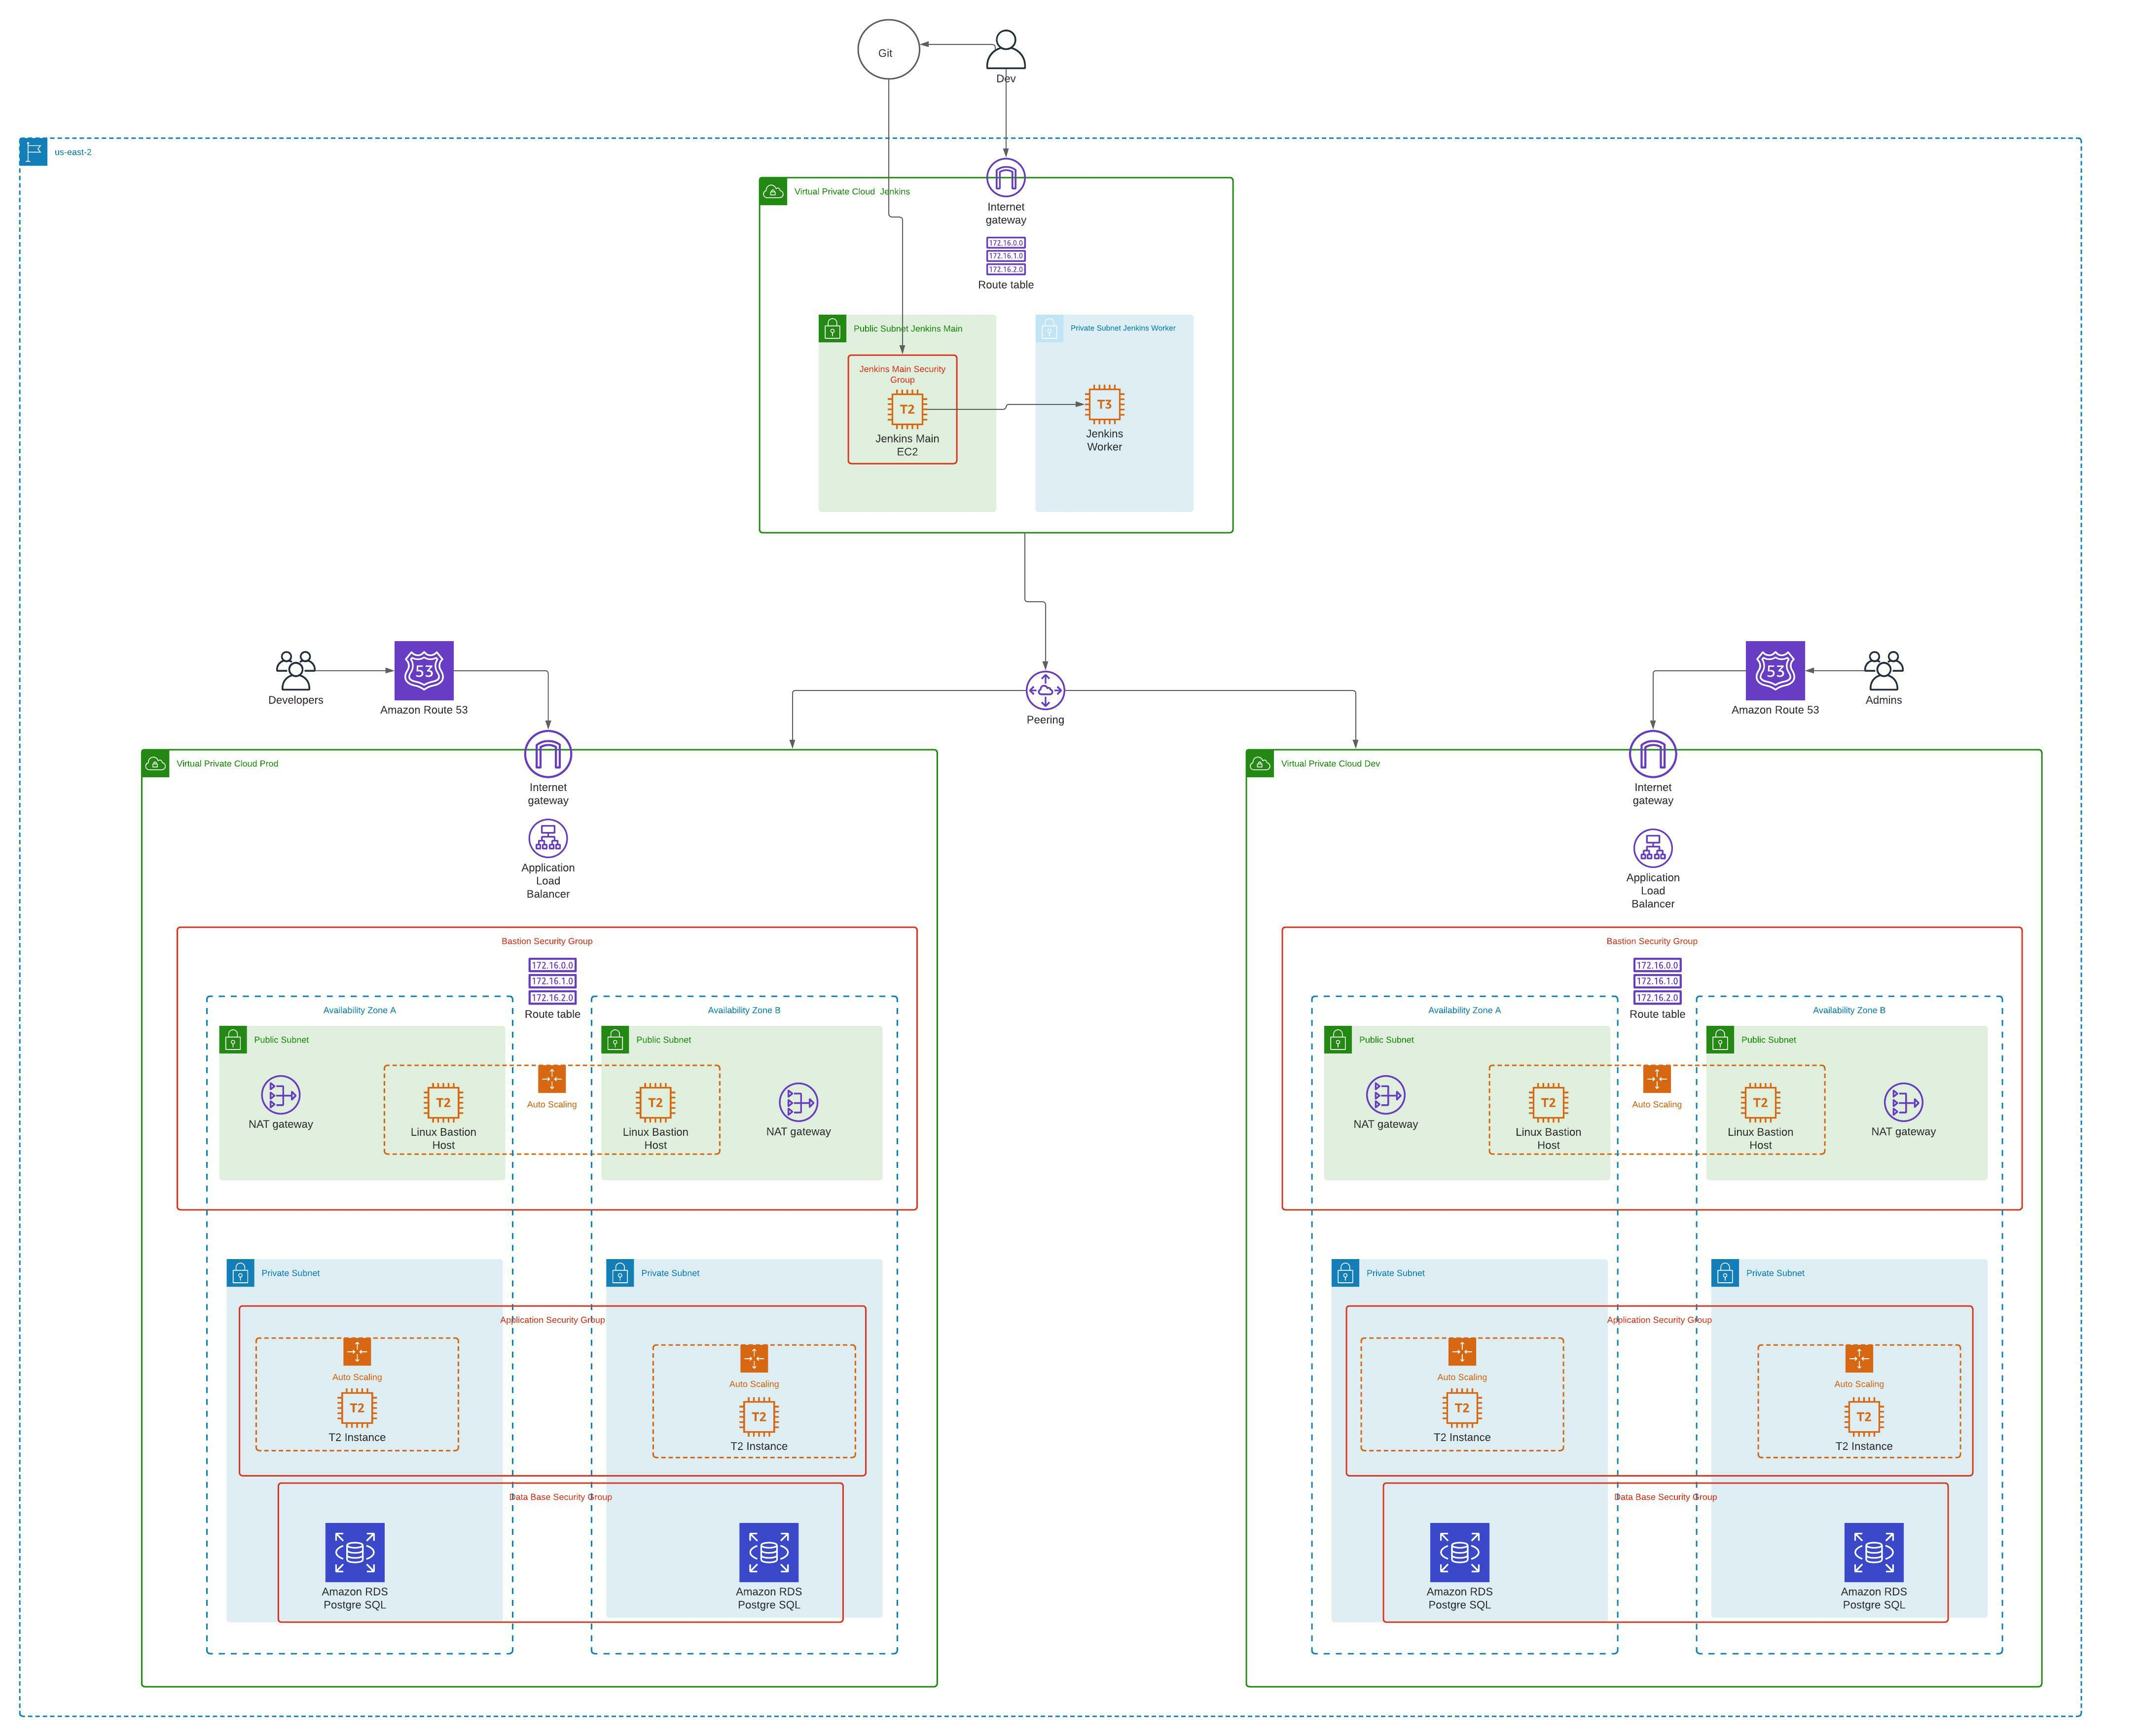 Git
Dev
us-east-2
Virtual Private Cloud  Jenkins
Internet
gateway
172.16.0.0
172.16.1.0
172.16.2.0
Route table
Public Subnet Jenkins Main
Private Subnet Jenkins Worker
Jenkins Main Security
Group
T2
Jenkins Main
EC2
T3
Jenkins
Worker
Developers
53
Amazon Route 53
Peering
53
Amazon Route 53
Admins
Virtual Private Cloud Prod
Internet
gateway
Application
Load
Balancer
Bastion Security Group
172.16.0.0
172.16.1.0
172.16.2.0
Route table
Availability Zone A
Availability Zone B
Public Subnet
Public Subnet
NAT gateway
T2
Linux Bastion
Host
Auto Scaling
T2
Linux Bastion
Host
NAT gateway
Private Subnet
Private Subnet
Application Security Group
Auto Scaling
T2
T2 Instance
Auto Scaling
T2
T2 Instance
Data Base Security Group
Amazon RDS
Postgre SQL
Amazon RDS
Postgre SQL
Virtual Private Cloud Dev
Internet
gateway
Application
Load
Balancer
Bastion Security Group
172.16.0.0
172.16.1.0
172.16.2.0
Route table
Availability Zone A
Availability Zone B
Public Subnet
Public Subnet
NAT gateway
T2
Linux Bastion
Host
Auto Scaling
T2
Linux Bastion
Host
NAT gateway
Private Subnet
Private Subnet
Application Security Group
Auto Scaling
T2
T2 Instance
Auto Scaling
T2
T2 Instance
Data Base Security Group
Amazon RDS
Postgre SQL
Amazon RDS
Postgre SQL